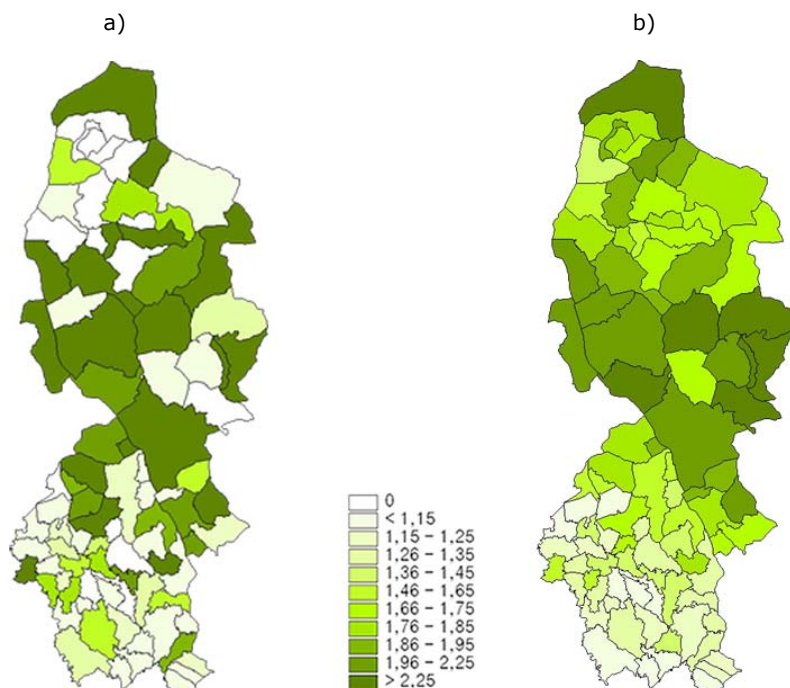 a)
b)
0
< 1,15
1,15 - 1,25
1,26 - 1,35
1,36 - 1,45
1,46 - 1,65
1,66 - 1,75
1,76 - 1,85
1,86 - 1,95
1,96 - 2,25
> 2,25